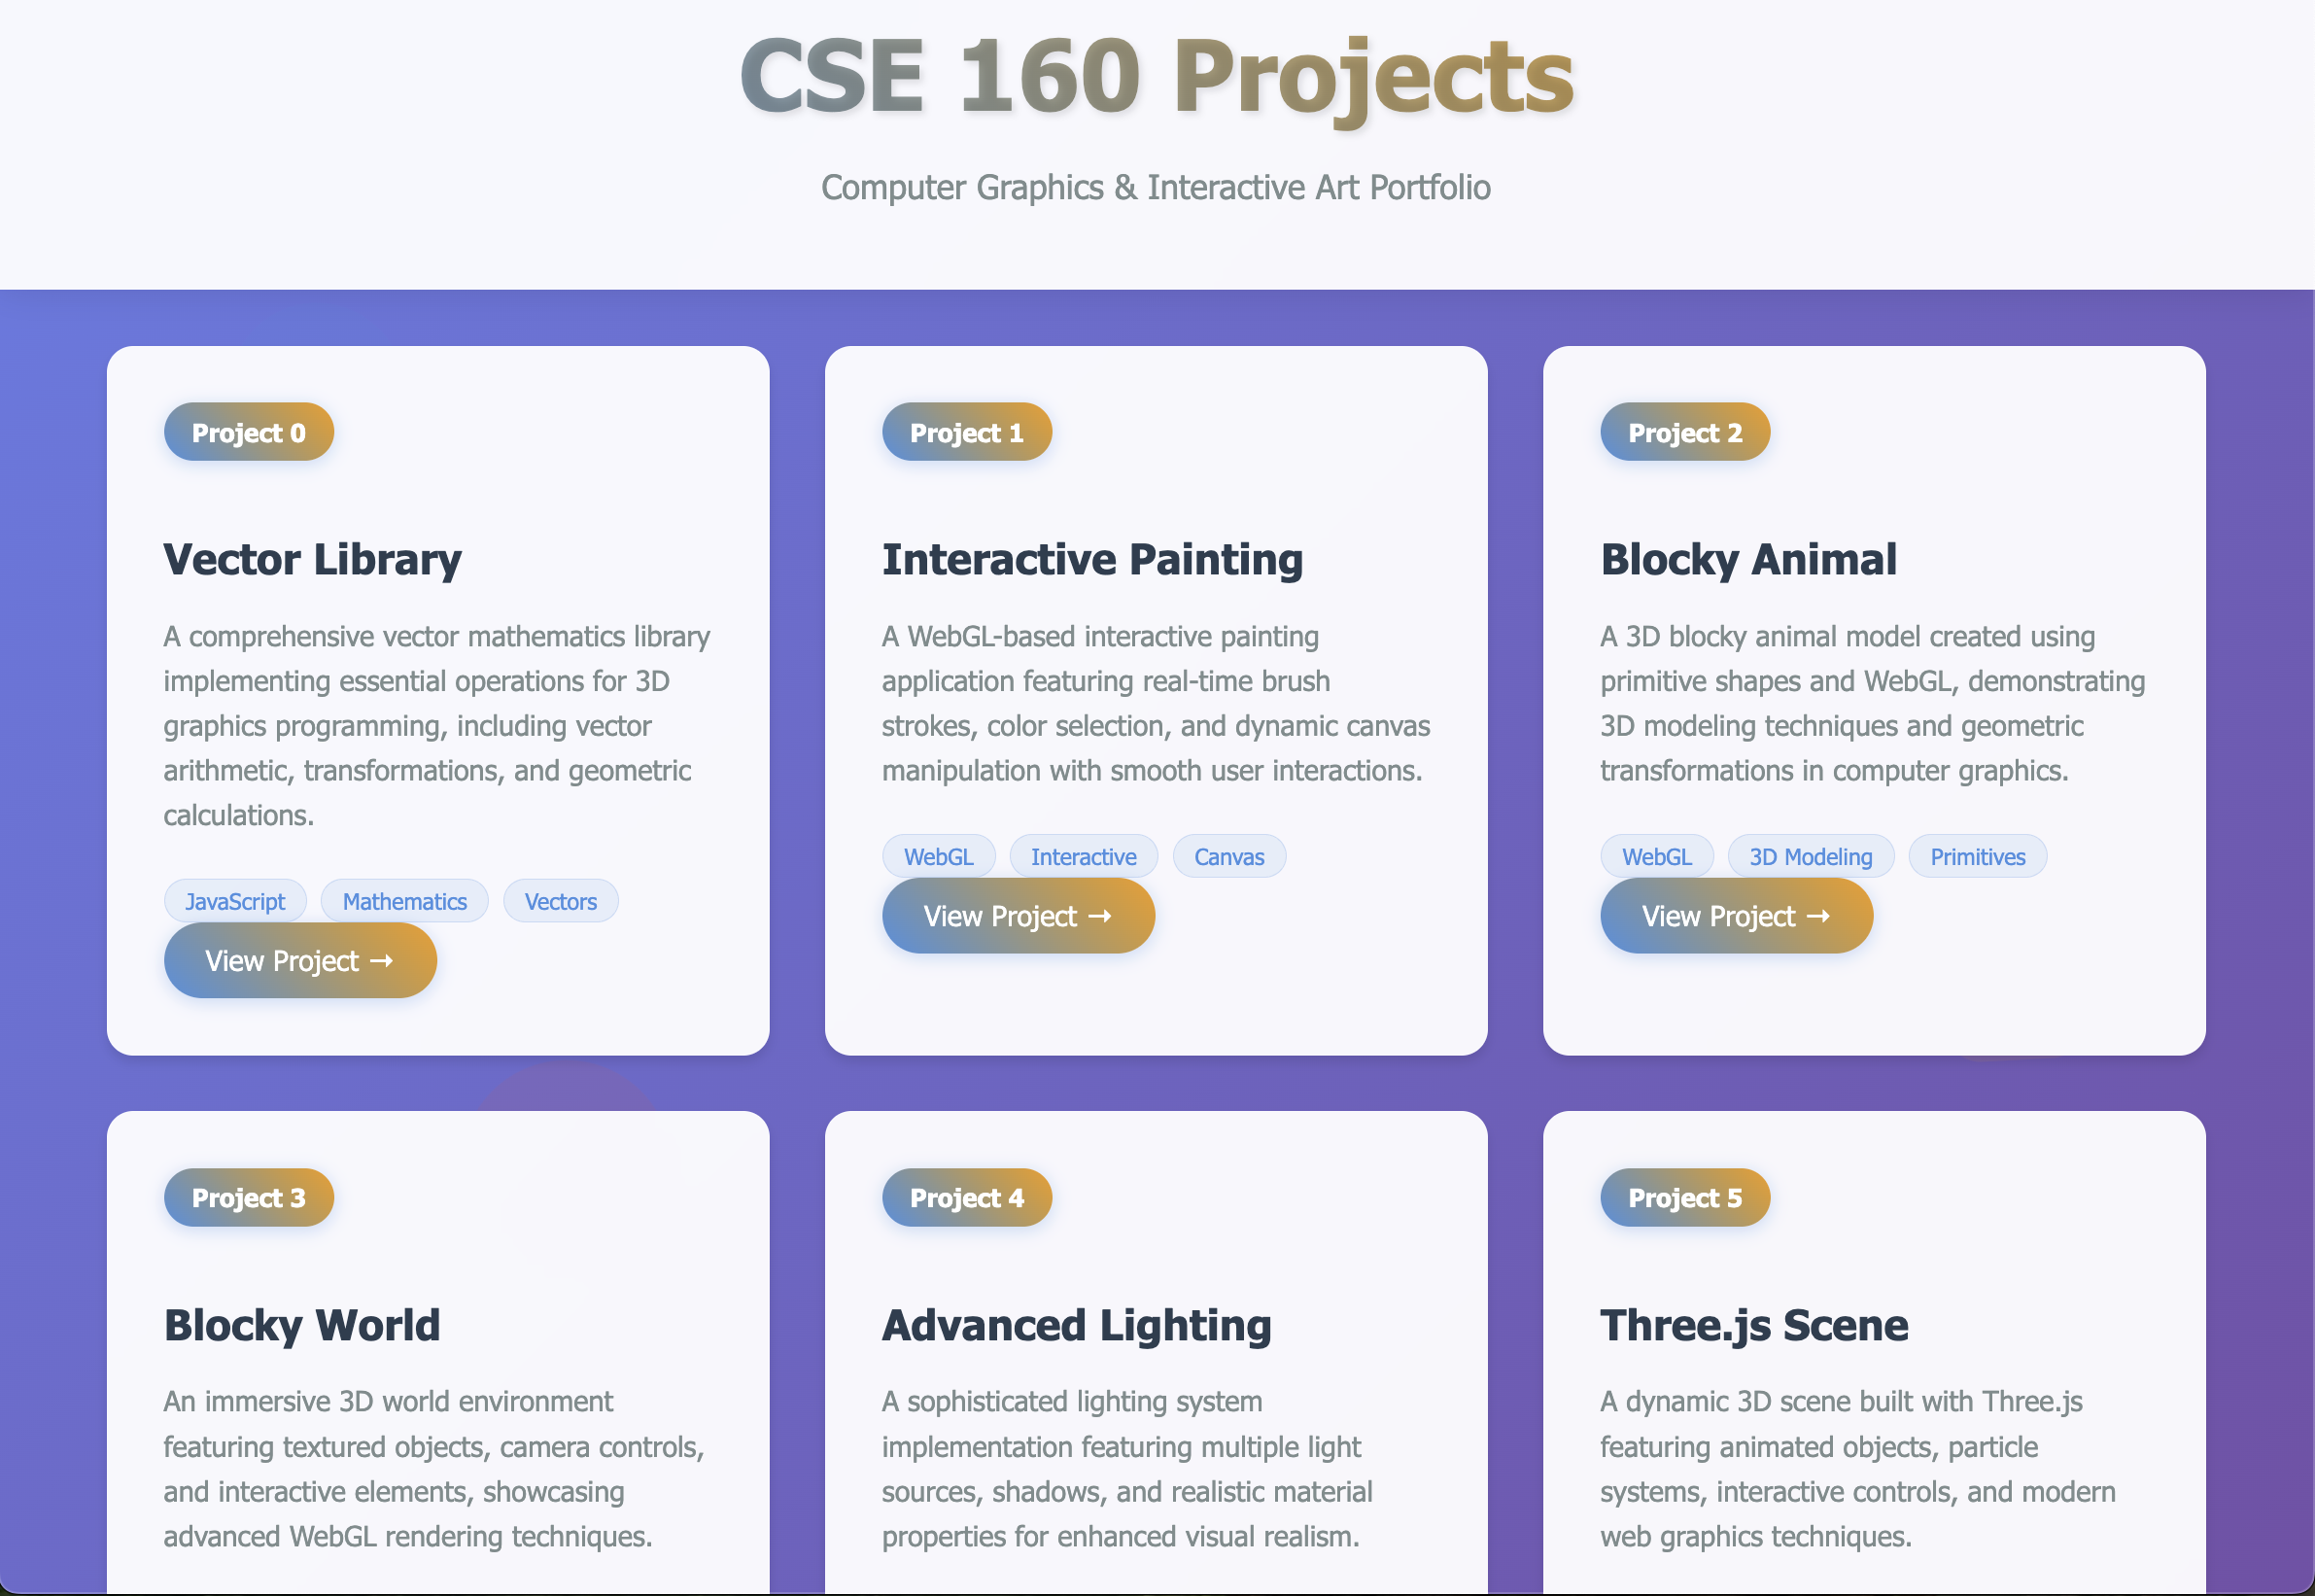 CSE 160 Projects
Computer Graphics & Interactive Art Portfolio
Project 0
Vector Library
A comprehensive vector mathematics library
implementing essential operations for 3D
graphics programming, including vector
arithmetic, transformations, and geometric
calculations.
JavaScript Mathematics Vectors
View Project →
Project 1
Interactive Painting
A WebGL-based interactive painting
application featuring real-time brush
strokes, color selection, and dynamic canvas
manipulation with smooth user interactions.
WebGL Interactive Canvas
View Project →
Project 2
Blocky Animal
A 3D blocky animal model created using
primitive shapes and WebGL, demonstrating
3D modeling techniques and geometric
transformations in computer graphics.
WebGL 3D Modeling Primitives
View Project →
Project 3
Blocky World
An immersive 3D world environment
featuring textured objects, camera controls,
and interactive elements, showcasing
advanced WebGL rendering techniques.
Project 4
Advanced Lighting
A sophisticated lighting system
implementation featuring multiple light
sources, shadows, and realistic material
properties for enhanced visual realism.
Project 5
Three.js Scene
A dynamic 3D scene built with Three.js
featuring animated objects, particle
systems, interactive controls, and modern
web graphics techniques.